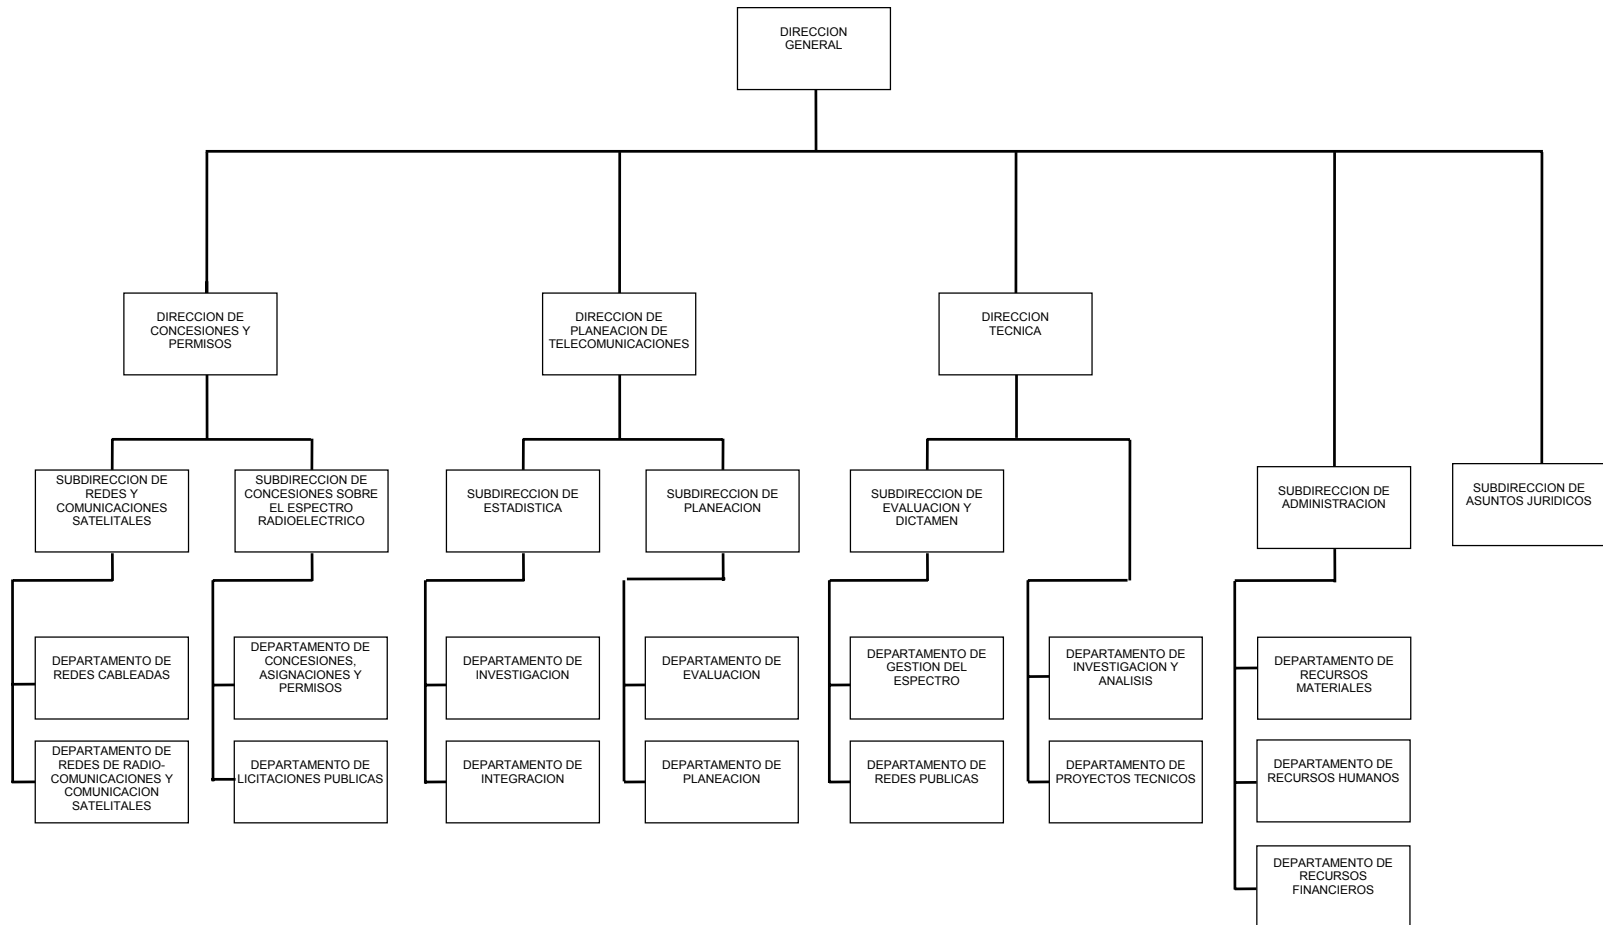 DIRECCION
GENERAL
DIRECCION DE
CONCESIONES Y
PERMISOS
DIRECCION DE
PLANEACION DE
TELECOMUNICACIONES
DIRECCION
TECNICA
SUBDIRECCION DE
REDES Y
COMUNICACIONES
SATELITALES
SUBDIRECCION DE
CONCESIONES SOBRE
EL ESPECTRO
RADIOELECTRICO
SUBDIRECCION DE
ESTADISTICA
SUBDIRECCION DE
PLANEACION
SUBDIRECCION DE
EVALUACION Y
DICTAMEN
SUBDIRECCION DE
ADMINISTRACION
SUBDIRECCION DE
ASUNTOS JURIDICOS
DEPARTAMENTO DE
REDES CABLEADAS
DEPARTAMENTO DE
CONCESIONES,
ASIGNACIONES Y
PERMISOS
DEPARTAMENTO DE
INVESTIGACION
DEPARTAMENTO DE
EVALUACION
DEPARTAMENTO DE
GESTION DEL
ESPECTRO
DEPARTAMENTO DE
INVESTIGACION Y
ANALISIS
DEPARTAMENTO DE
RECURSOS
MATERIALES
DEPARTAMENTO DE
REDES DE RADIO-
COMUNICACIONES Y
COMUNICACION
SATELITALES
DEPARTAMENTO DE
LICITACIONES PUBLICAS
DEPARTAMENTO DE
INTEGRACION
DEPARTAMENTO DE
PLANEACION
DEPARTAMENTO DE
REDES PUBLICAS
DEPARTAMENTO DE
PROYECTOS TECNICOS
DEPARTAMENTO DE
RECURSOS HUMANOS
DEPARTAMENTO DE
RECURSOS
FINANCIEROS